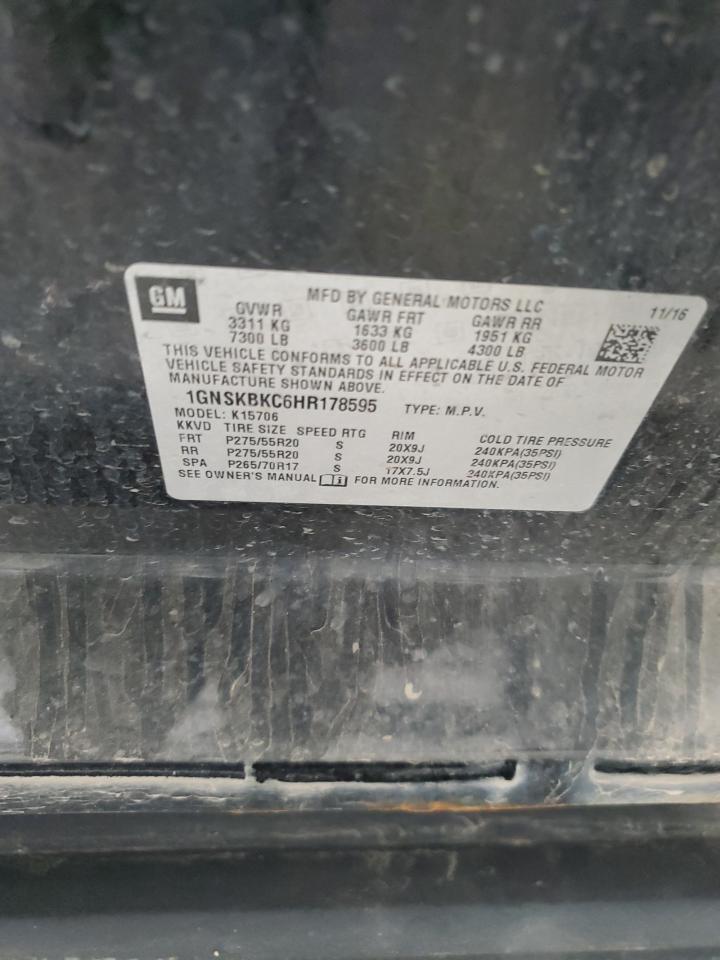 GM
MFD BY GENERAL MOTORS LLC
11/16
GVWR GAWR FRT GAWR RR
3311 KG 1633 KG 1951 KG
7300 LB 3600 LB 4300 LB
THIS VEHICLE CONFORMS TO ALL APPLICABLE U.S. FEDERAL MOTOR
VEHICLE SAFETY STANDARDS IN EFFECT ON THE DATE OF
MANUFACTURE SHOWN ABOVE.
1GNSKBKC6HR178595 TYPE: M.P.V.
MODEL: K15706
KKVD TIRE SIZE SPEED RTG RIM COLD TIRE PRESSURE
FRT P275/55R20 S 20X9J 240KPA(35PSI)
RR P275/55R20 S 20X9J 240KPA(35PSI)
SPA P265/70R17 S 17X7.5J 240KPA(35PSI)
SEE OWNER'S MANUAL i FOR MORE INFORMATION.